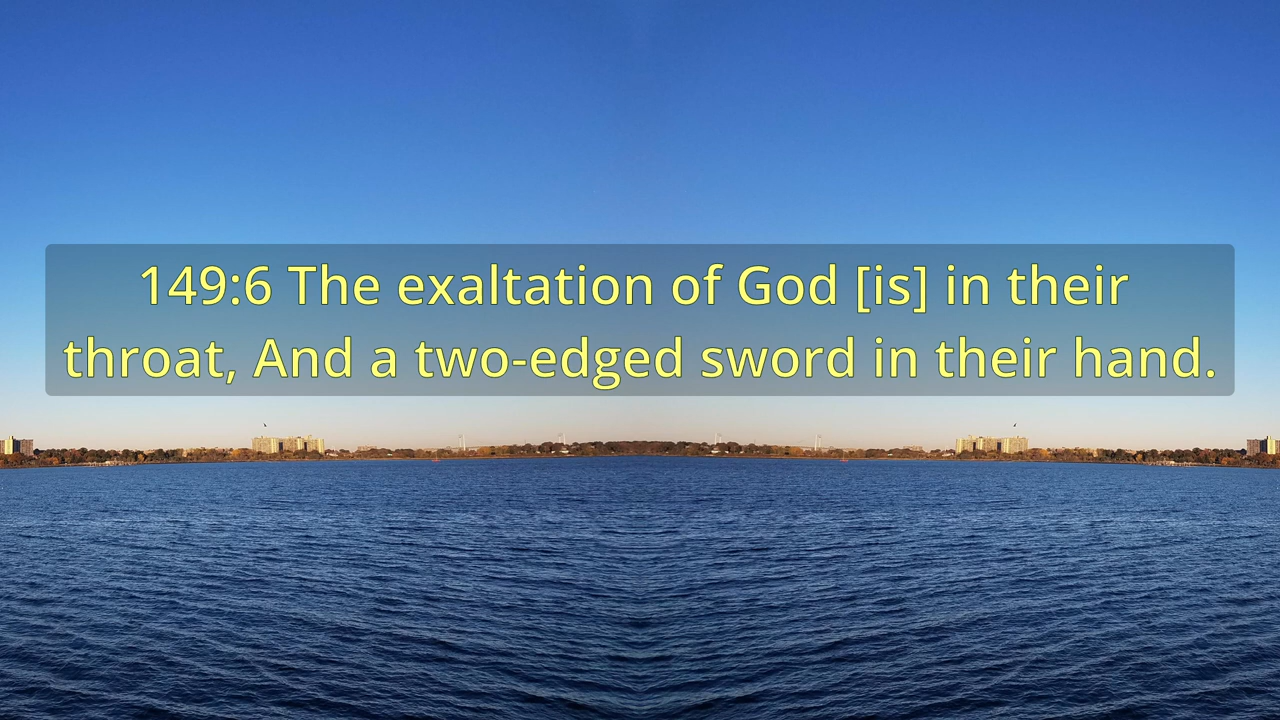 149:6 The exaltation of God [is] in their
throat, And a two-edged sword in their hand.